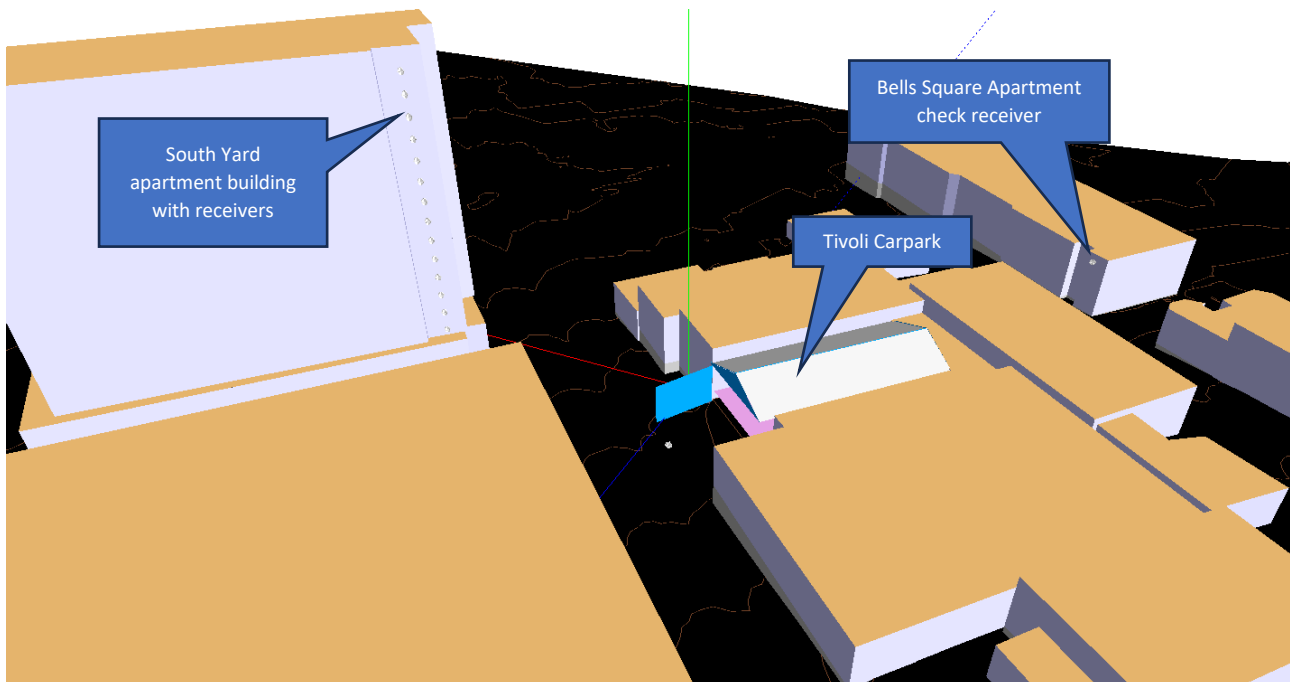 South Yard
apartment building
with receivers
Bells Square Apartment
check receiver
Tivoli Carpark